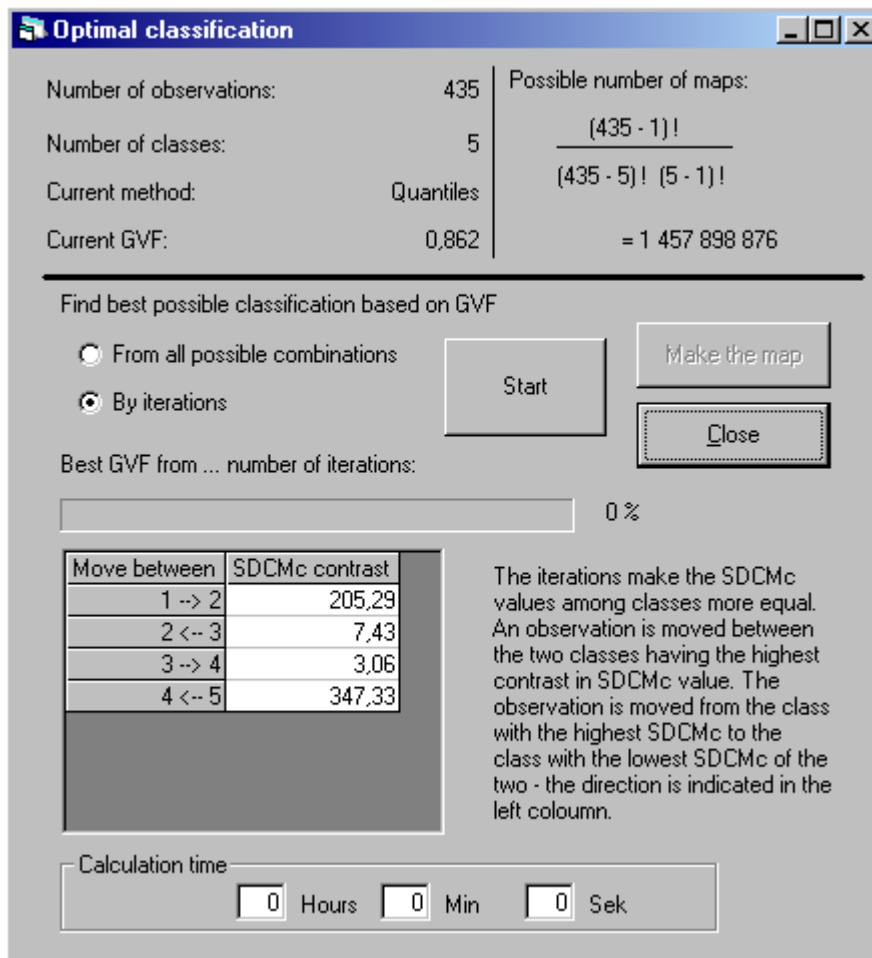 Optimal classification
Number of observations: 435
Number of classes: 5
Current method: Quantiles
Current GVF: 0,862
Possible number of maps:
(435 - 1)!
(435 - 5)! (5 - 1)!
= 1 457 898 876
Find best possible classification based on GVF
From all possible combinations
By iterations
Start
Make the map
Close
Best GVF from ... number of iterations:
0 %
Move between SDCMc contrast
1 --> 2 205,29
2 <-- 3 7,43
3 --> 4 3,06
4 <-- 5 347,33
The iterations make the SDCMc
values among classes more equal.
An observation is moved between
the two classes having the highest
contrast in SDCMc value. The
observation is moved from the class
with the highest SDCMc to the
class with the lowest SDCMc of the
two - the direction is indicated in the
left coloumn.
Calculation time
0 Hours 0 Min 0 Sek